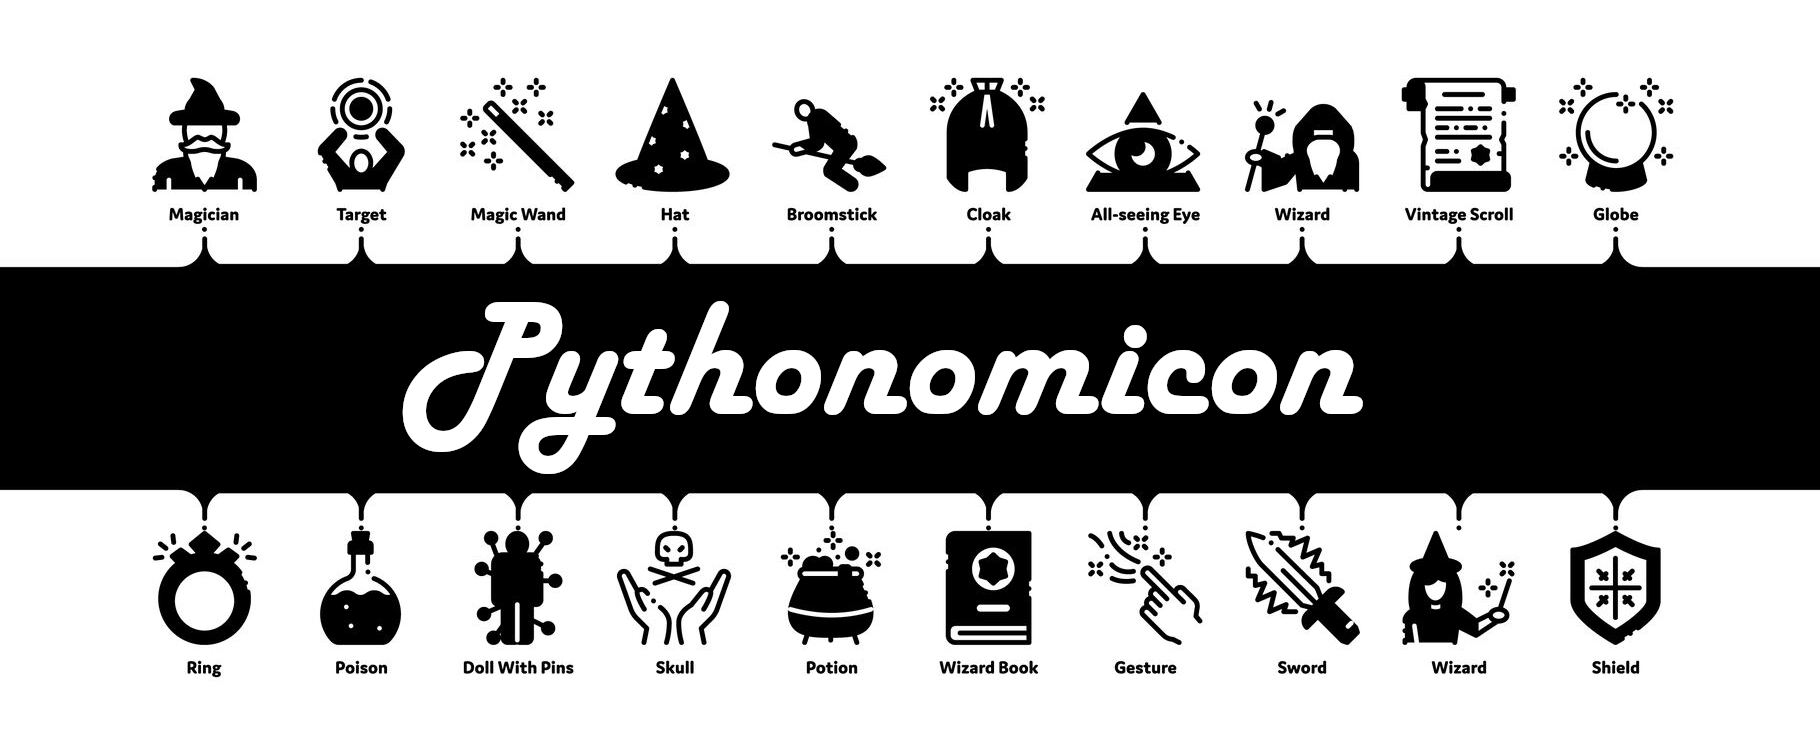 Magician Target Magic Wand Hat Broomstick Cloak All-seeing Eye Wizard Vintage Scroll Globe
Pythonomicon
Ring Poison Doll With Pins Skull Potion Wizard Book Gesture Sword Wizard Shield